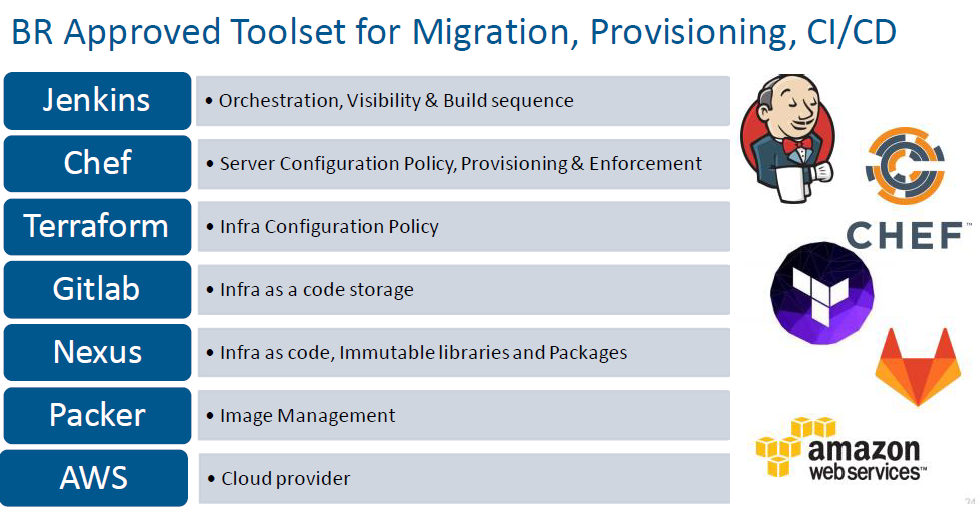 BR Approved Toolset for Migration, Provisioning, CI/CD
Jenkins
• Orchestration, Visibility & Build sequence
Chef
• Server Configuration Policy, Provisioning & Enforcement
Terraform
• Infra Configuration Policy
Gitlab
• Infra as a code storage
Nexus
• Infra as code, Immutable libraries and Packages
Packer
• Image Management
AWS
• Cloud provider
CHEF™
amazon
web services™